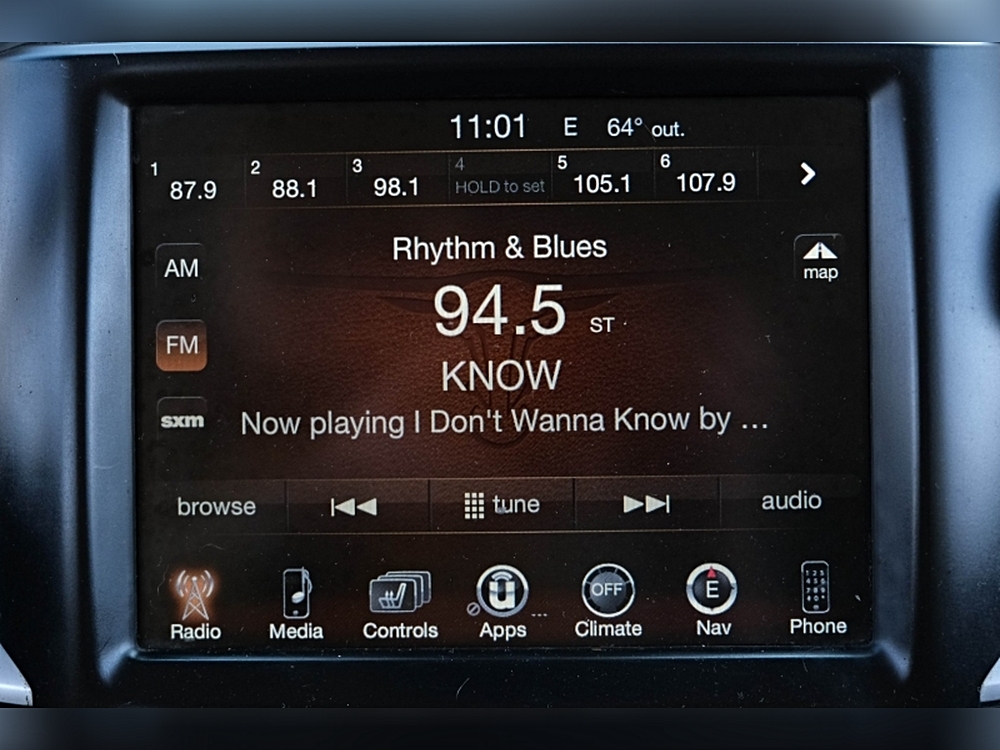 11:01 E 64° out.
1 87.9 2 88.1 3 98.1 4 HOLD to set 5 105.1 6 107.9
Rhythm & Blues
AM
map
94.5 ST
FM
KNOW
sxm
Now playing I Don't Wanna Know by ...
browse tune audio
OFF E
Radio Media Controls Apps Climate Nav Phone